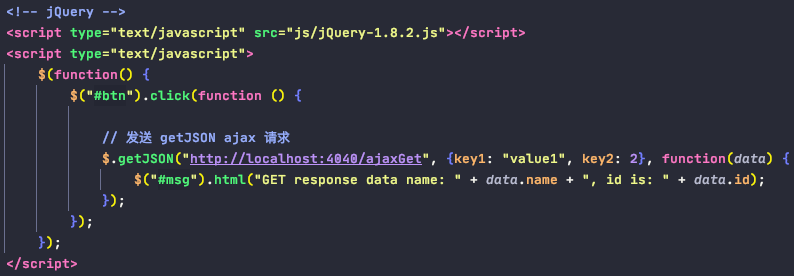 <!-- jQuery -->
<script type="text/javascript" src="js/jQuery-1.8.2.js"></script>
<script type="text/javascript">
    $(function() {
        $("#btn").click(function () {

            // 发送 getJSON ajax 请求
            $.getJSON("http://localhost:4040/ajaxGet", {key1: "value1", key2: 2}, function(data) {
                $("#msg").html("GET response data name: " + data.name + ", id is: " + data.id);
            });
        });
    });
</script>